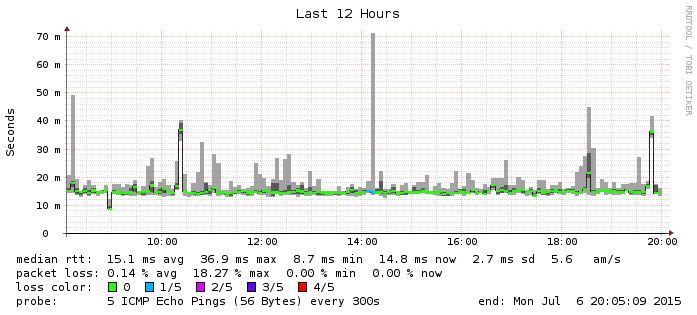 Last 12 Hours
RRDTOOL / TOBI OETIKER
Seconds
70 m
60 m
50 m
40 m
30 m
20 m
10 m
0
10:00 12:00 14:00 16:00 18:00 20:00
median rtt: 15.1 ms avg 36.9 ms max 8.7 ms min 14.8 ms now 2.7 ms sd 5.6 am/s
packet loss: 0.14 % avg 18.27 % max 0.00 % min 0.00 % now
loss color: 0 1/5 2/5 3/5 4/5
probe: 5 ICMP Echo Pings (56 Bytes) every 300s end: Mon Jul 6 20:05:09 2015